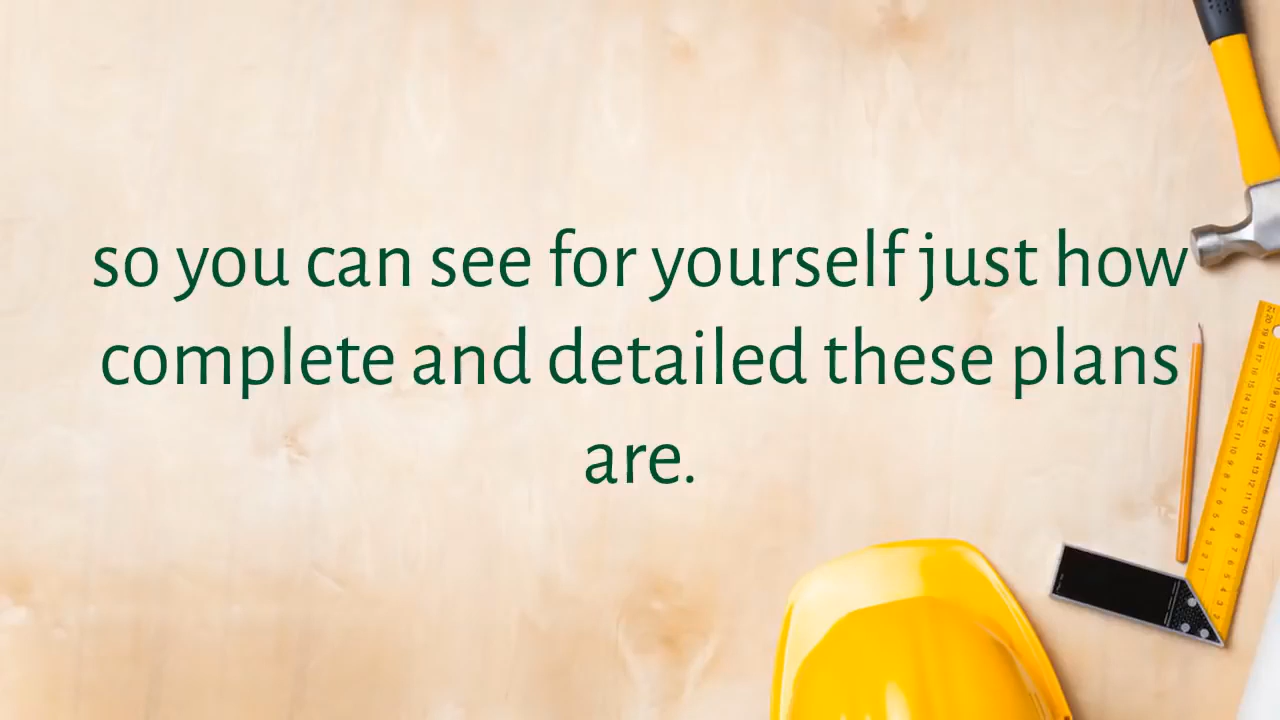 so you can see for yourself just how
complete and detailed these plans
are.